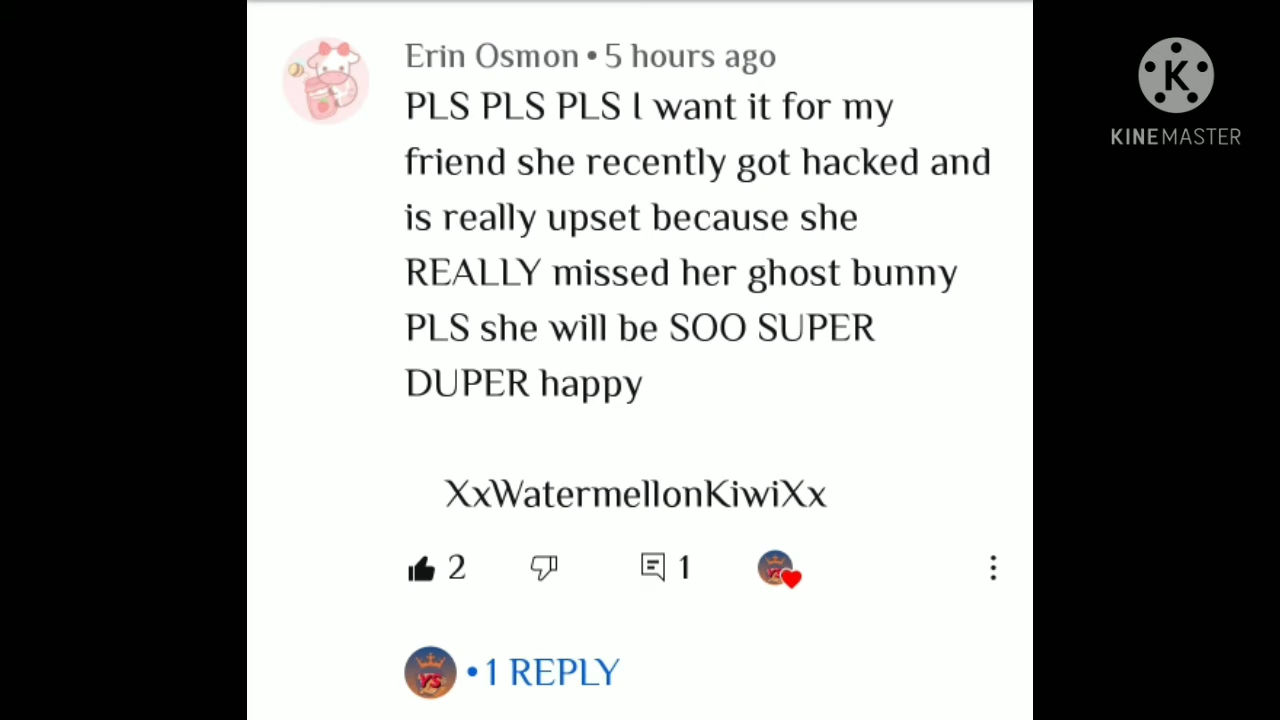 Erin Osmon • 5 hours ago
PLS PLS PLS I want it for my
friend she recently got hacked and
is really upset because she
REALLY missed her ghost bunny
PLS she will be SOO SUPER
DUPER happy
XxWatermellonKiwiXx
2
1
YS
YS • 1 REPLY
K
KINEMASTER